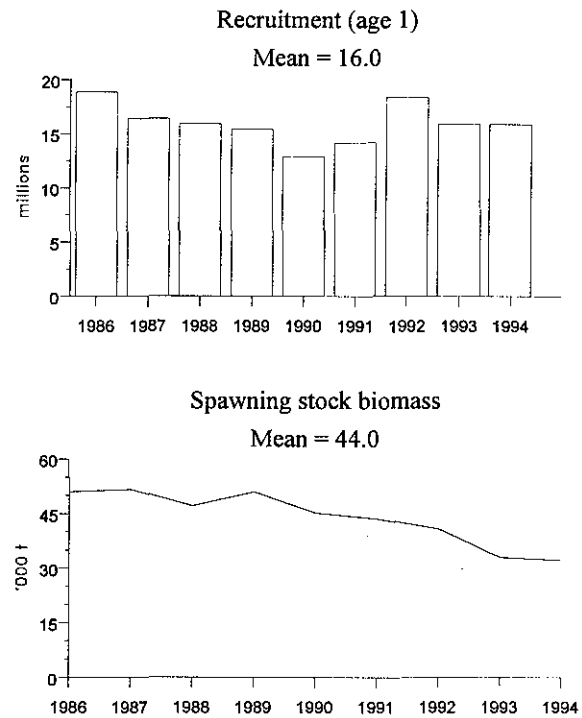 Recruitment (age 1)
Mean = 16.0
20
15
10
5
0
millions
1986 1987 1988 1989 1990 1991 1992 1993 1994
Spawning stock biomass
Mean = 44.0
60
45
30
15
0
'000 t
1986 1987 1988 1989 1990 1991 1992 1993 1994